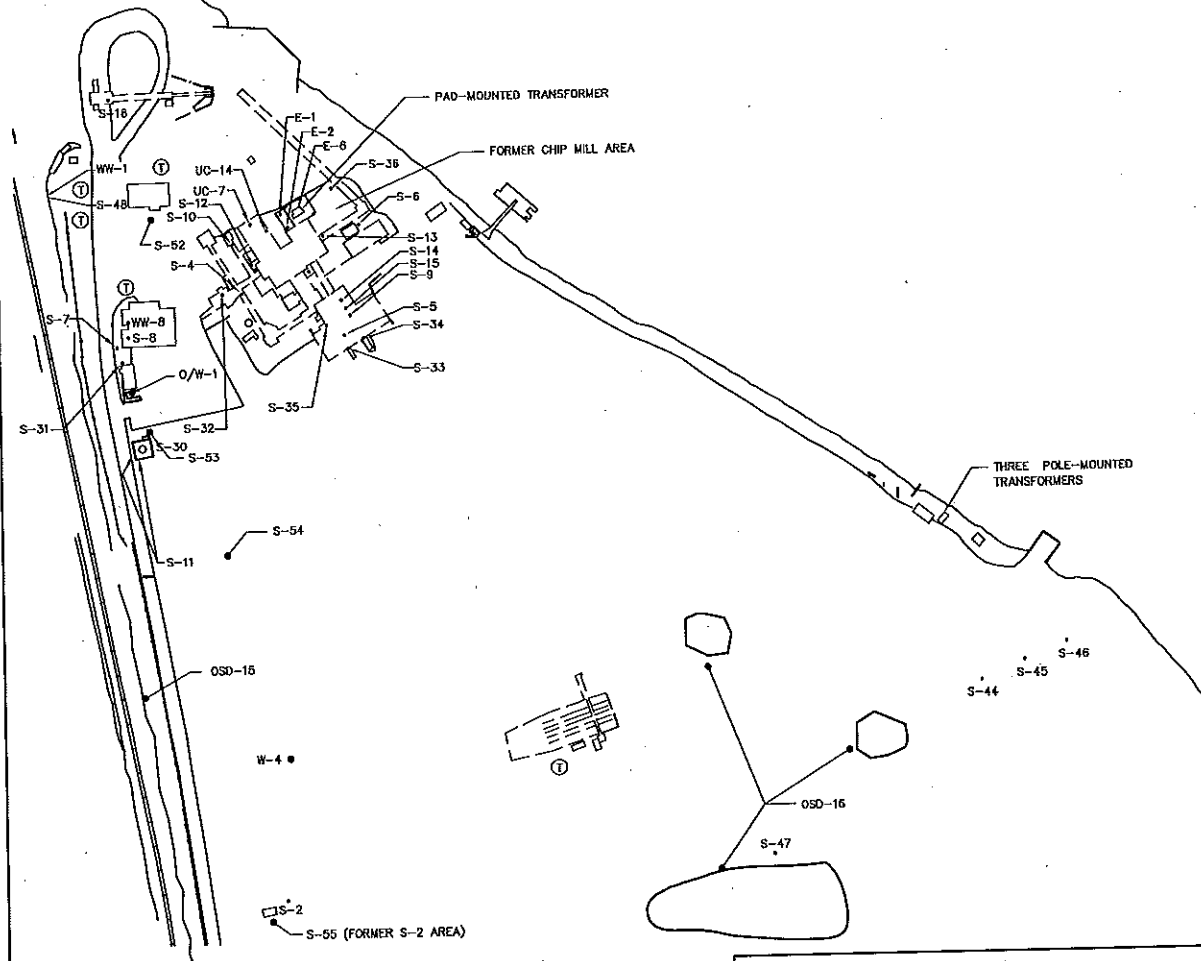 PAD-MOUNTED TRANSFORMER
S-16
E-1
E-2
E-6
FORMER CHIP MILL AREA
S-36
WW-1
T
UC-14
T
UC-7
S-48
S-12
S-6
T
S-10
S-13
S-52
S-14
S-4
S-15
S-9
T
S-5
S-7
WW-8
S-34
S-8
S-33
O/W-1
S-35
S-31
S-32
S-30
S-53
THREE POLE-MOUNTED
TRANSFORMERS
S-54
S-11
S-46
S-45
OSD-15
S-44
W-4
T
OSD-16
S-47
S-2
S-55 (FORMER S-2 AREA)